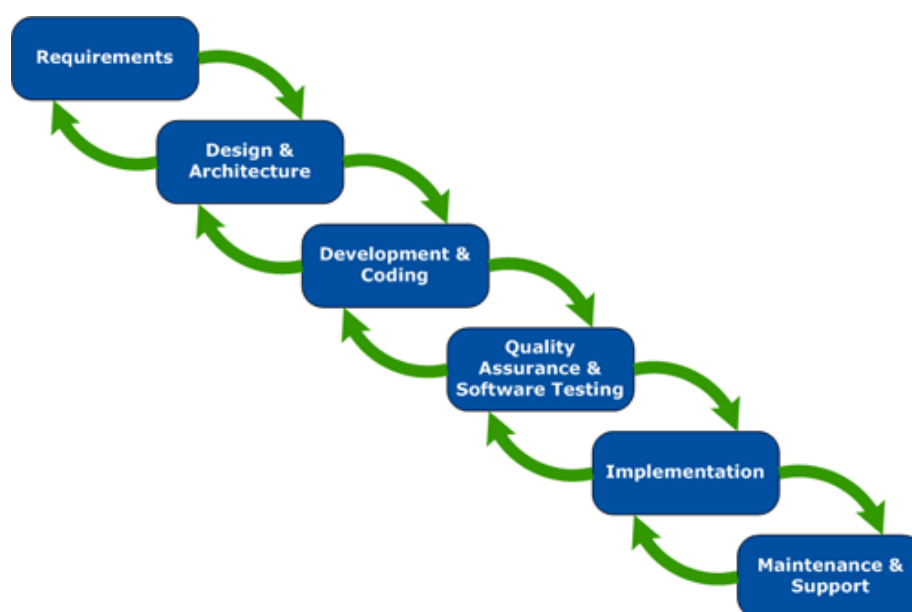 Requirements
Design &
Architecture
Development &
Coding
Quality
Assurance &
Software Testing
Implementation
Maintenance &
Support